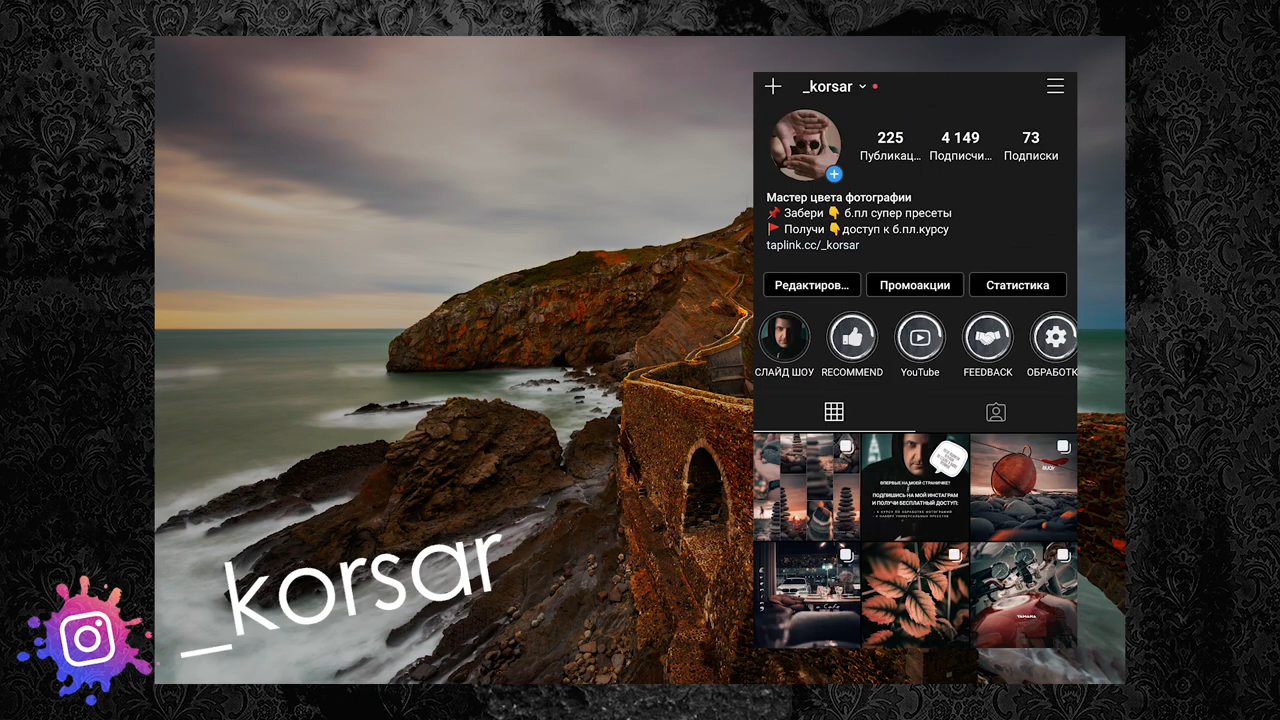 _korsar
225
4 149
73
Публикац...
Подписчи...
Подписки
Мастер цвета фотографии
📌 Забери 👇 б.пл супер пресеты
🚩 Получи 👇доступ к б.пл.курсу
taplink.cc/_korsar
Редактиров...
Промоакции
Статистика
СЛАЙД ШОУ
RECOMMEND
YouTube
FEEDBACK
ОБРАБОТК
ВПЕРВЫЕ НА МОЕЙ СТРАНИЧКЕ?
ПОДПИШИСЬ НА МОЙ ИНСТАГРАМ
И ПОЛУЧИ БЕСПЛАТНЫЙ ДОСТУП:
YAMAHA
_korsar